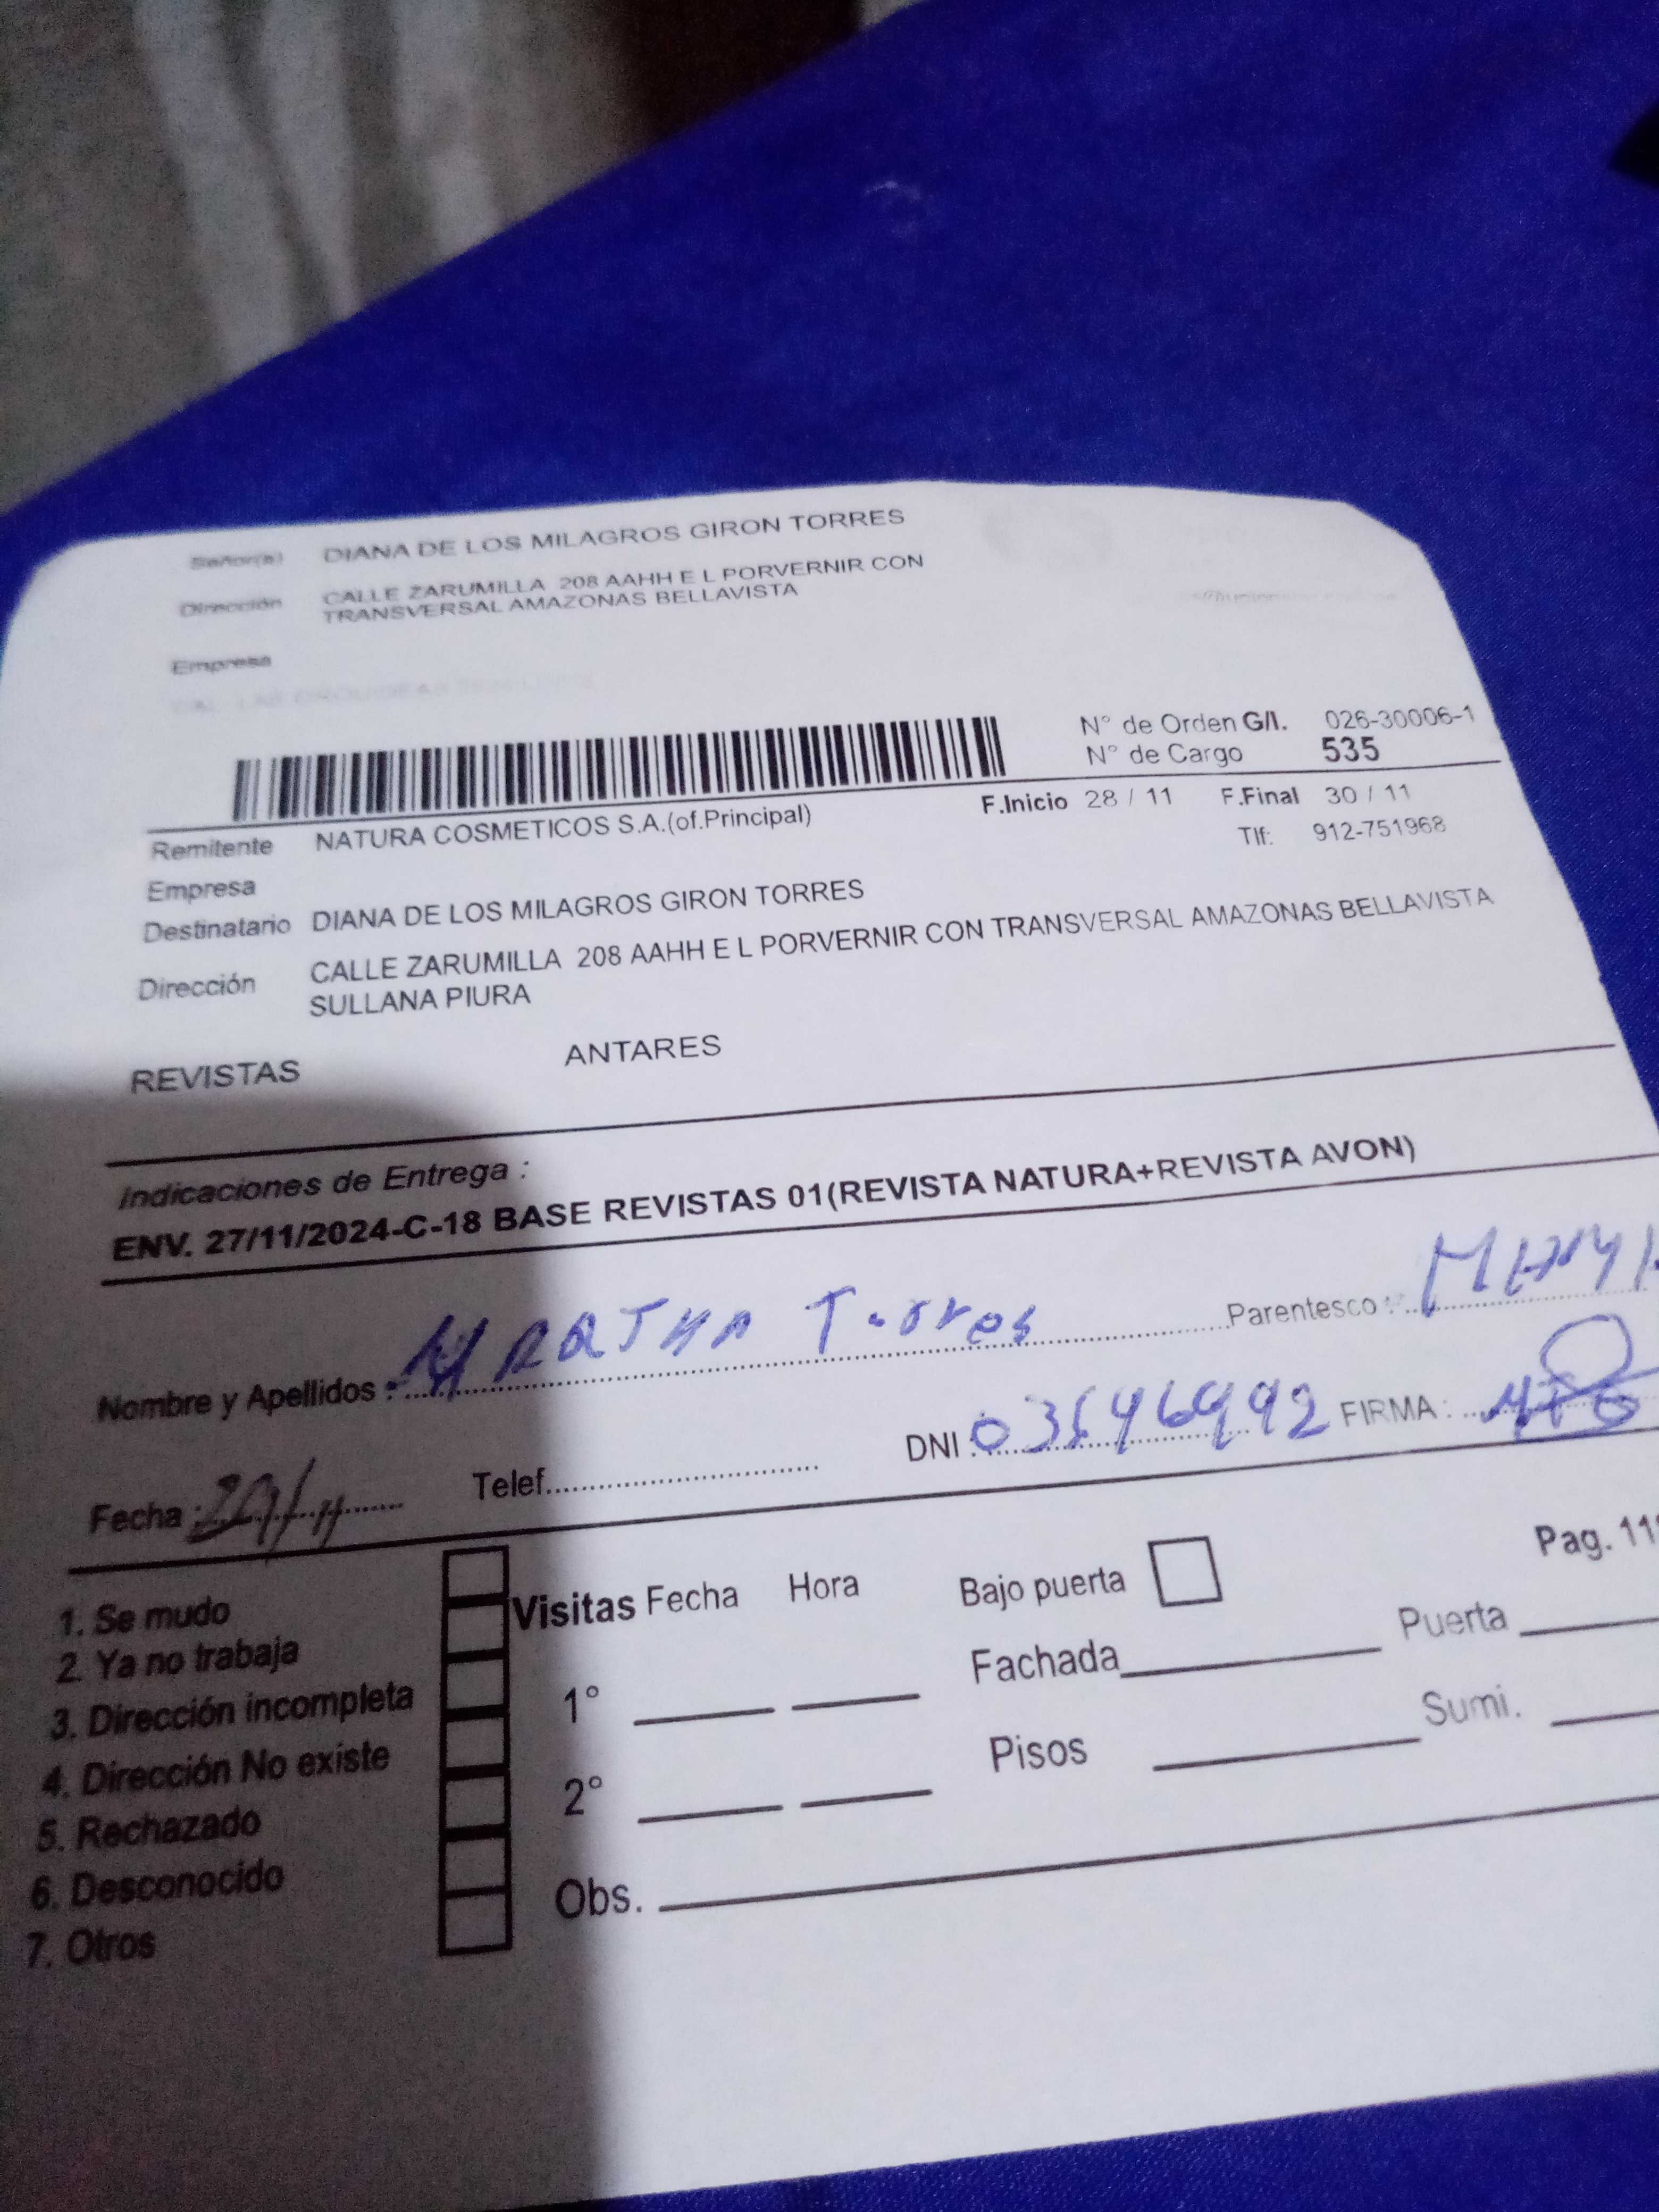 Señor(a) DIANA DE LOS MILAGROS GIRON TORRES
Dirección CALLE ZARUMILLA 208 AAHH E L PORVERNIR CON
TRANSVERSAL AMAZONAS BELLAVISTA
Empresa
N° de Orden G/I. 026-30006-1
N° de Cargo 535
Remitente NATURA COSMETICOS S.A.(of.Principal) F.Inicio 28 / 11 F.Final 30 / 11
Empresa Tlf: 912-751968
Destinatario DIANA DE LOS MILAGROS GIRON TORRES
Dirección CALLE ZARUMILLA 208 AAHH E L PORVERNIR CON TRANSVERSAL AMAZONAS BELLAVISTA
SULLANA PIURA
REVISTAS ANTARES
Indicaciones de Entrega :
ENV. 27/11/2024-C-18 BASE REVISTAS 01(REVISTA NATURA+REVISTA AVON)
Nombre y Apellidos : MARTHA Torres Parentesco :
Fecha : 29/11 Telef. DNI : FIRMA :
Pag. 11
1. Se mudo
2. Ya no trabaja
3. Dirección incompleta
4. Dirección No existe
5. Rechazado
6. Desconocido
7. Otros
Visitas Fecha Hora
1°
2°
Obs.
Bajo puerta
Fachada Puerta
Pisos Sumi.